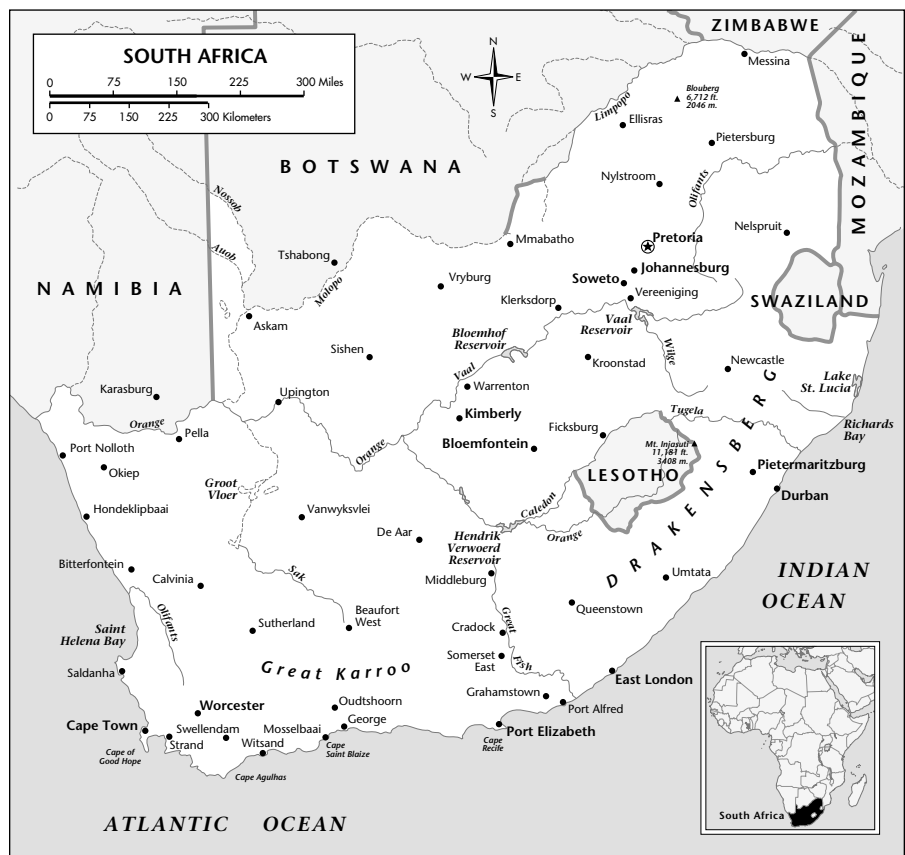 ZIMBABWE
SOUTH AFRICA
0 75 150 225 300 Miles
0 75 150 225 300 Kilometers
N
W E
S
Messina
MOZAMBIQUE
Blouberg
6,712 ft.
2046 m.
Limpopo
Ellisras
Pietersburg
BOTSWANA
Nylstroom
Olifants
Nossob
Auob
Nelspruit
Mmabatho
Pretoria
Tshabong
Molopo
Johannesburg
Soweto
Vryburg
Vereeniging
NAMIBIA
SWAZILAND
Klerksdorp
Askam
Vaal
Reservoir
Bloemhof
Reservoir
Wilge
Sishen
Kroonstad
Newcastle
Vaal
Lake
St. Lucia
Karasburg
Upington
Warrenton
Kimberly
Orange
Pella
Tugela
Richards
Bay
Ficksburg
Port Nolloth
Orange
Bloemfontein
Mt. Injasuti
11,181 ft.
3408 m.
Okiep
Pietermaritzburg
LESOTHO
Groot
Vloer
Durban
DRAKENSBERG
Hondeklipbaai
Vanwyksvlei
Caledon
De Aar
Hendrik
Verwoerd
Reservoir
Orange
Bitterfontein
Middleburg
Umtata
INDIAN
OCEAN
Calvinia
Sak
Olifants
Beaufort
West
Queenstown
Great
Saint
Helena Bay
Sutherland
Cradock
Somerset
East
Fish
Great Karroo
Saldanha
East London
Grahamstown
Worcester
Oudtshoorn
Port Alfred
Cape Town
Swellendam
Mosselbaai
George
Port Elizabeth
Strand
Witsand
Cape of
Good Hope
Cape
Saint Blaize
Cape
Recife
Cape Agulhas
South Africa
ATLANTIC OCEAN